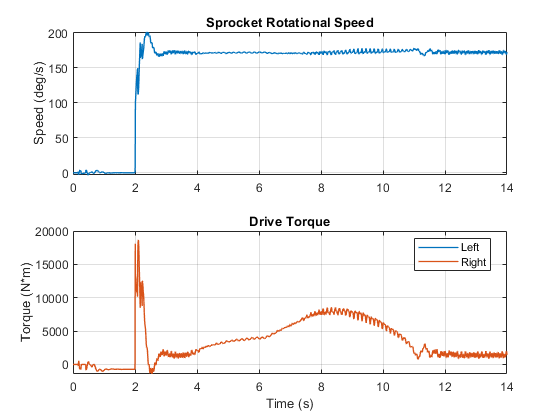 Sprocket Rotational Speed
200
150
100
50
0
Speed (deg/s)
0 2 4 6 8 10 12 14
Drive Torque
20000
15000
10000
5000
0
Torque (N*m)
Left
Right
0 2 4 6 8 10 12 14
Time (s)